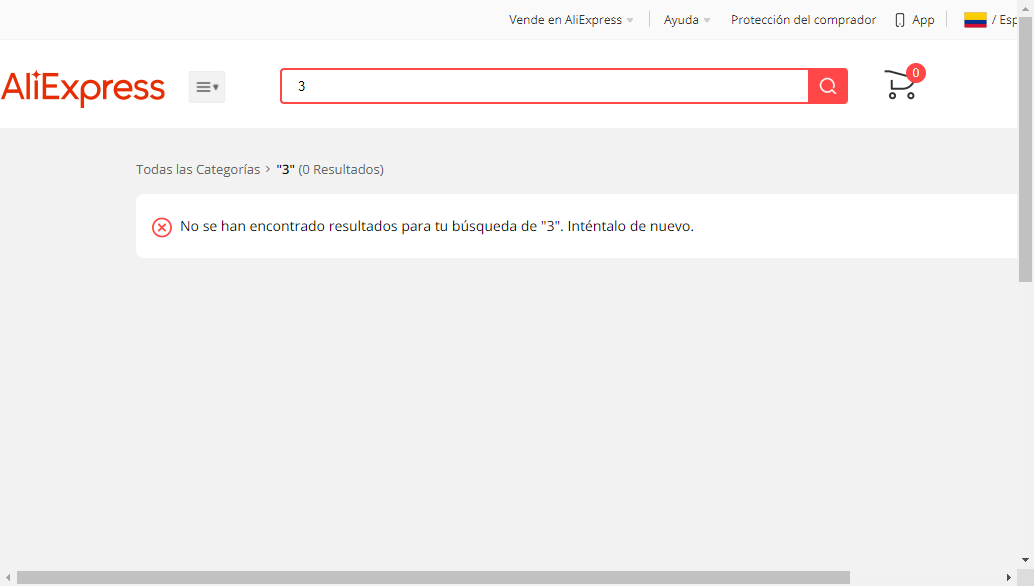 Vende en AliExpress
Ayuda
Protección del comprador
App
/ Esp
AliExpress
3
0
Todas las Categorías > "3" (0 Resultados)
No se han encontrado resultados para tu búsqueda de "3". Inténtalo de nuevo.